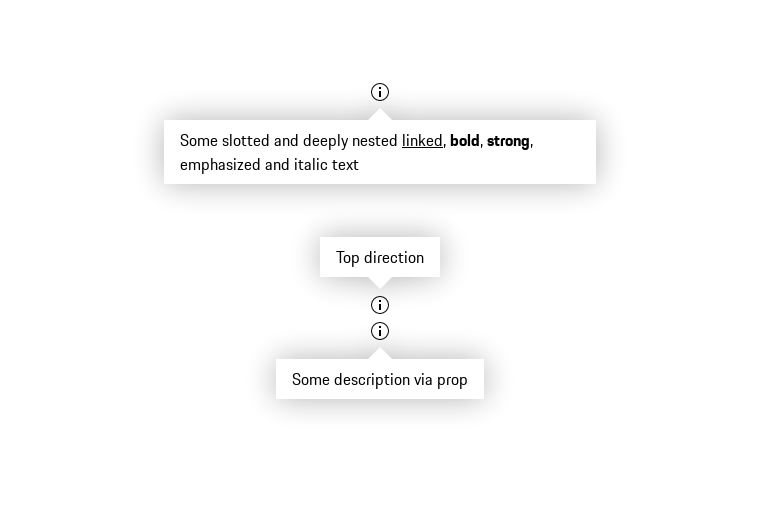 Some slotted and deeply nested linked, bold, strong,
emphasized and italic text
Top direction
Some description via prop